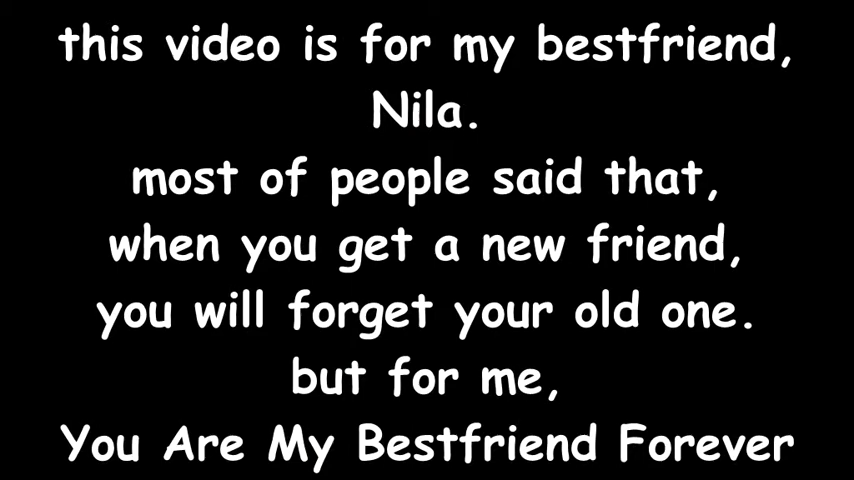 this video is for my bestfriend,
Nila.
most of people said that,
when you get a new friend,
you will forget your old one.
but for me,
You Are My Bestfriend Forever